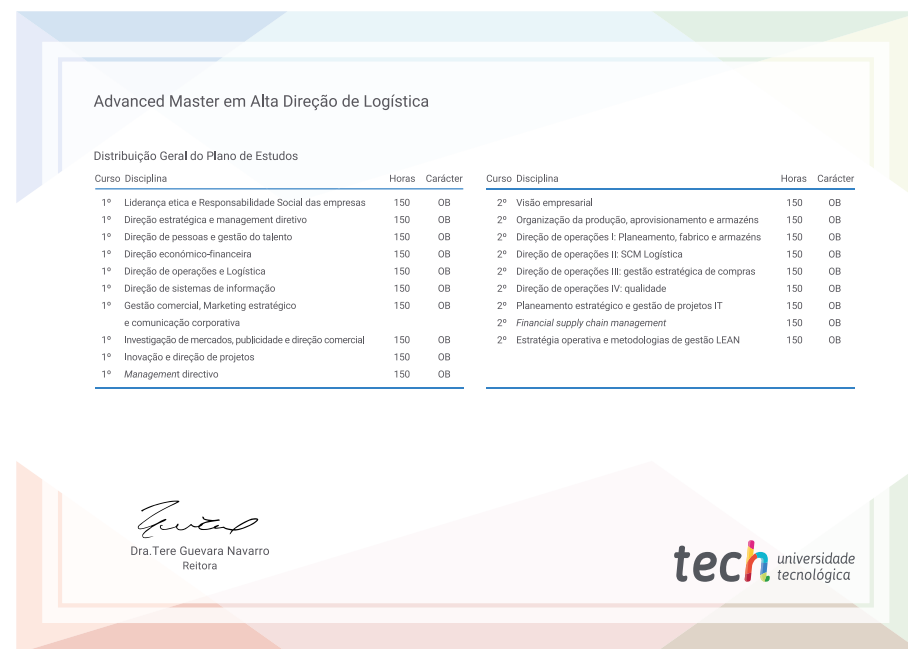 Advanced Master em Alta Direção de Logística
Distribuição Geral do Plano de Estudos
Curso Disciplina Horas Carácter
1º Liderança etica e Responsabilidade Social das empresas 150 OB
1º Direção estratégica e management diretivo 150 OB
1º Direção de pessoas e gestão do talento 150 OB
1º Direção económico-financeira 150 OB
1º Direção de operações e Logística 150 OB
1º Direção de sistemas de informação 150 OB
1º Gestão comercial, Marketing estratégico 150 OB
e comunicação corporativa
1º Investigação de mercados, publicidade e direção comercial 150 OB
1º Inovação e direção de projetos 150 OB
1º Management directivo 150 OB
Curso Disciplina Horas Carácter
2º Visão empresarial 150 OB
2º Organização da produção, aprovisionamento e armazéns 150 OB
2º Direção de operações I: Planeamento, fabrico e armazéns 150 OB
2º Direção de operações II: SCM Logística 150 OB
2º Direção de operações III: gestão estratégica de compras 150 OB
2º Direção de operações IV: qualidade 150 OB
2º Planeamento estratégico e gestão de projetos IT 150 OB
2º Financial supply chain management 150 OB
2º Estratégia operativa e metodologias de gestão LEAN 150 OB
Dra.Tere Guevara Navarro
Reitora
tech universidade
tecnológica